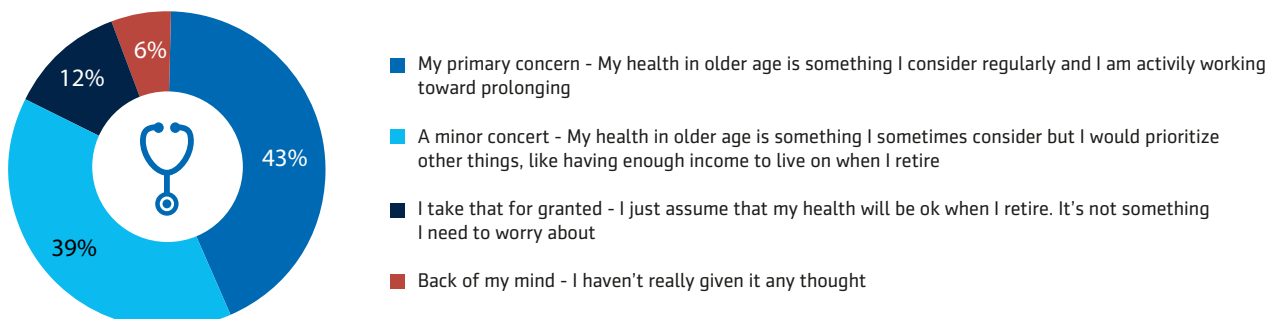 6%
12%
43%
39%
My primary concern - My health in older age is something I consider regularly and I am activily working
toward prolonging
A minor concert - My health in older age is something I sometimes consider but I would prioritize
other things, like having enough income to live on when I retire
I take that for granted - I just assume that my health will be ok when I retire. It’s not something
I need to worry about
Back of my mind - I haven’t really given it any thought